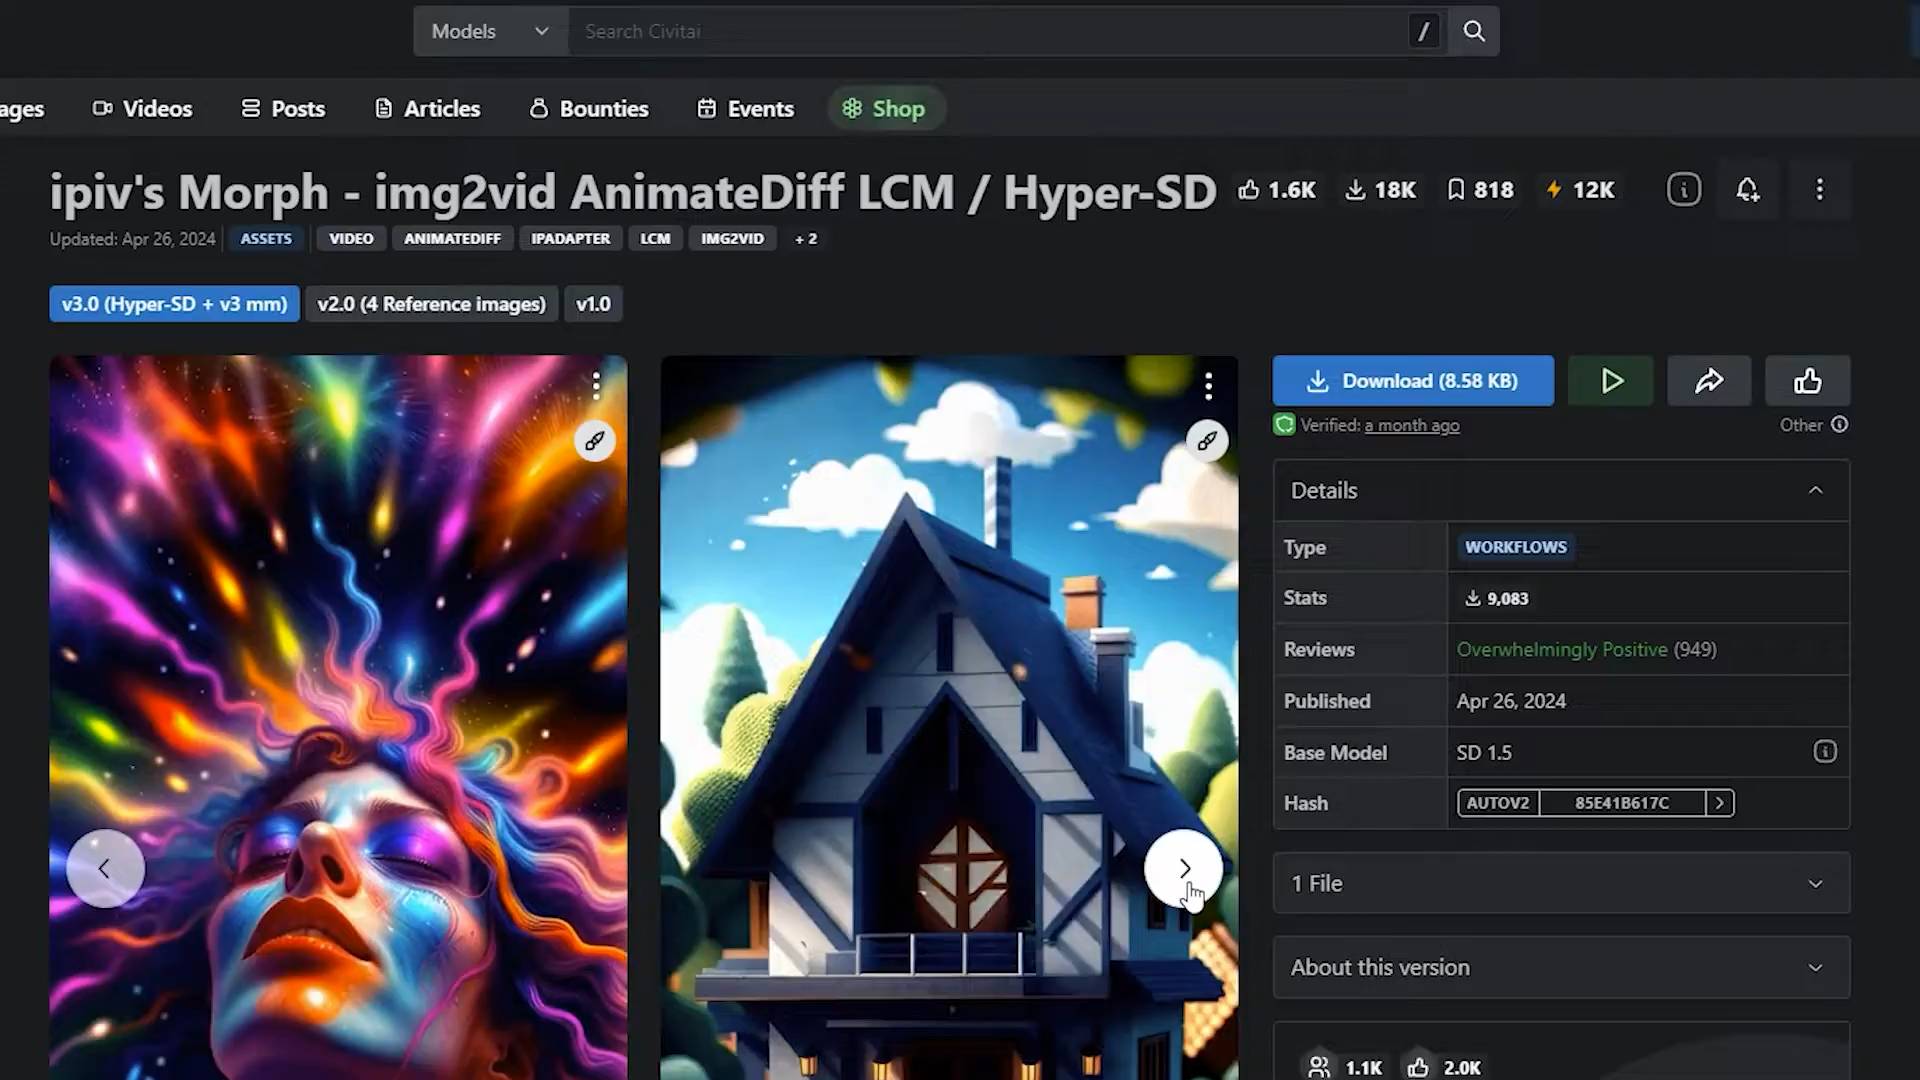 Models
Search Civitai
/
ages
Videos
Posts
Articles
Bounties
Events
Shop
ipiv's Morph - img2vid AnimateDiff LCM / Hyper-SD
1.6K
18K
818
12K
Updated: Apr 26, 2024
ASSETS
VIDEO
ANIMATEDIFF
IPADAPTER
LCM
IMG2VID
+ 2
v3.0 (Hyper-SD + v3 mm)
v2.0 (4 Reference images)
v1.0
Download (8.58 KB)
Verified: a month ago
Other
Details
Type
WORKFLOWS
Stats
9,083
Reviews
Overwhelmingly Positive (949)
Published
Apr 26, 2024
Base Model
SD 1.5
Hash
AUTOV2
85E41B617C
1 File
About this version
1.1K
2.0K